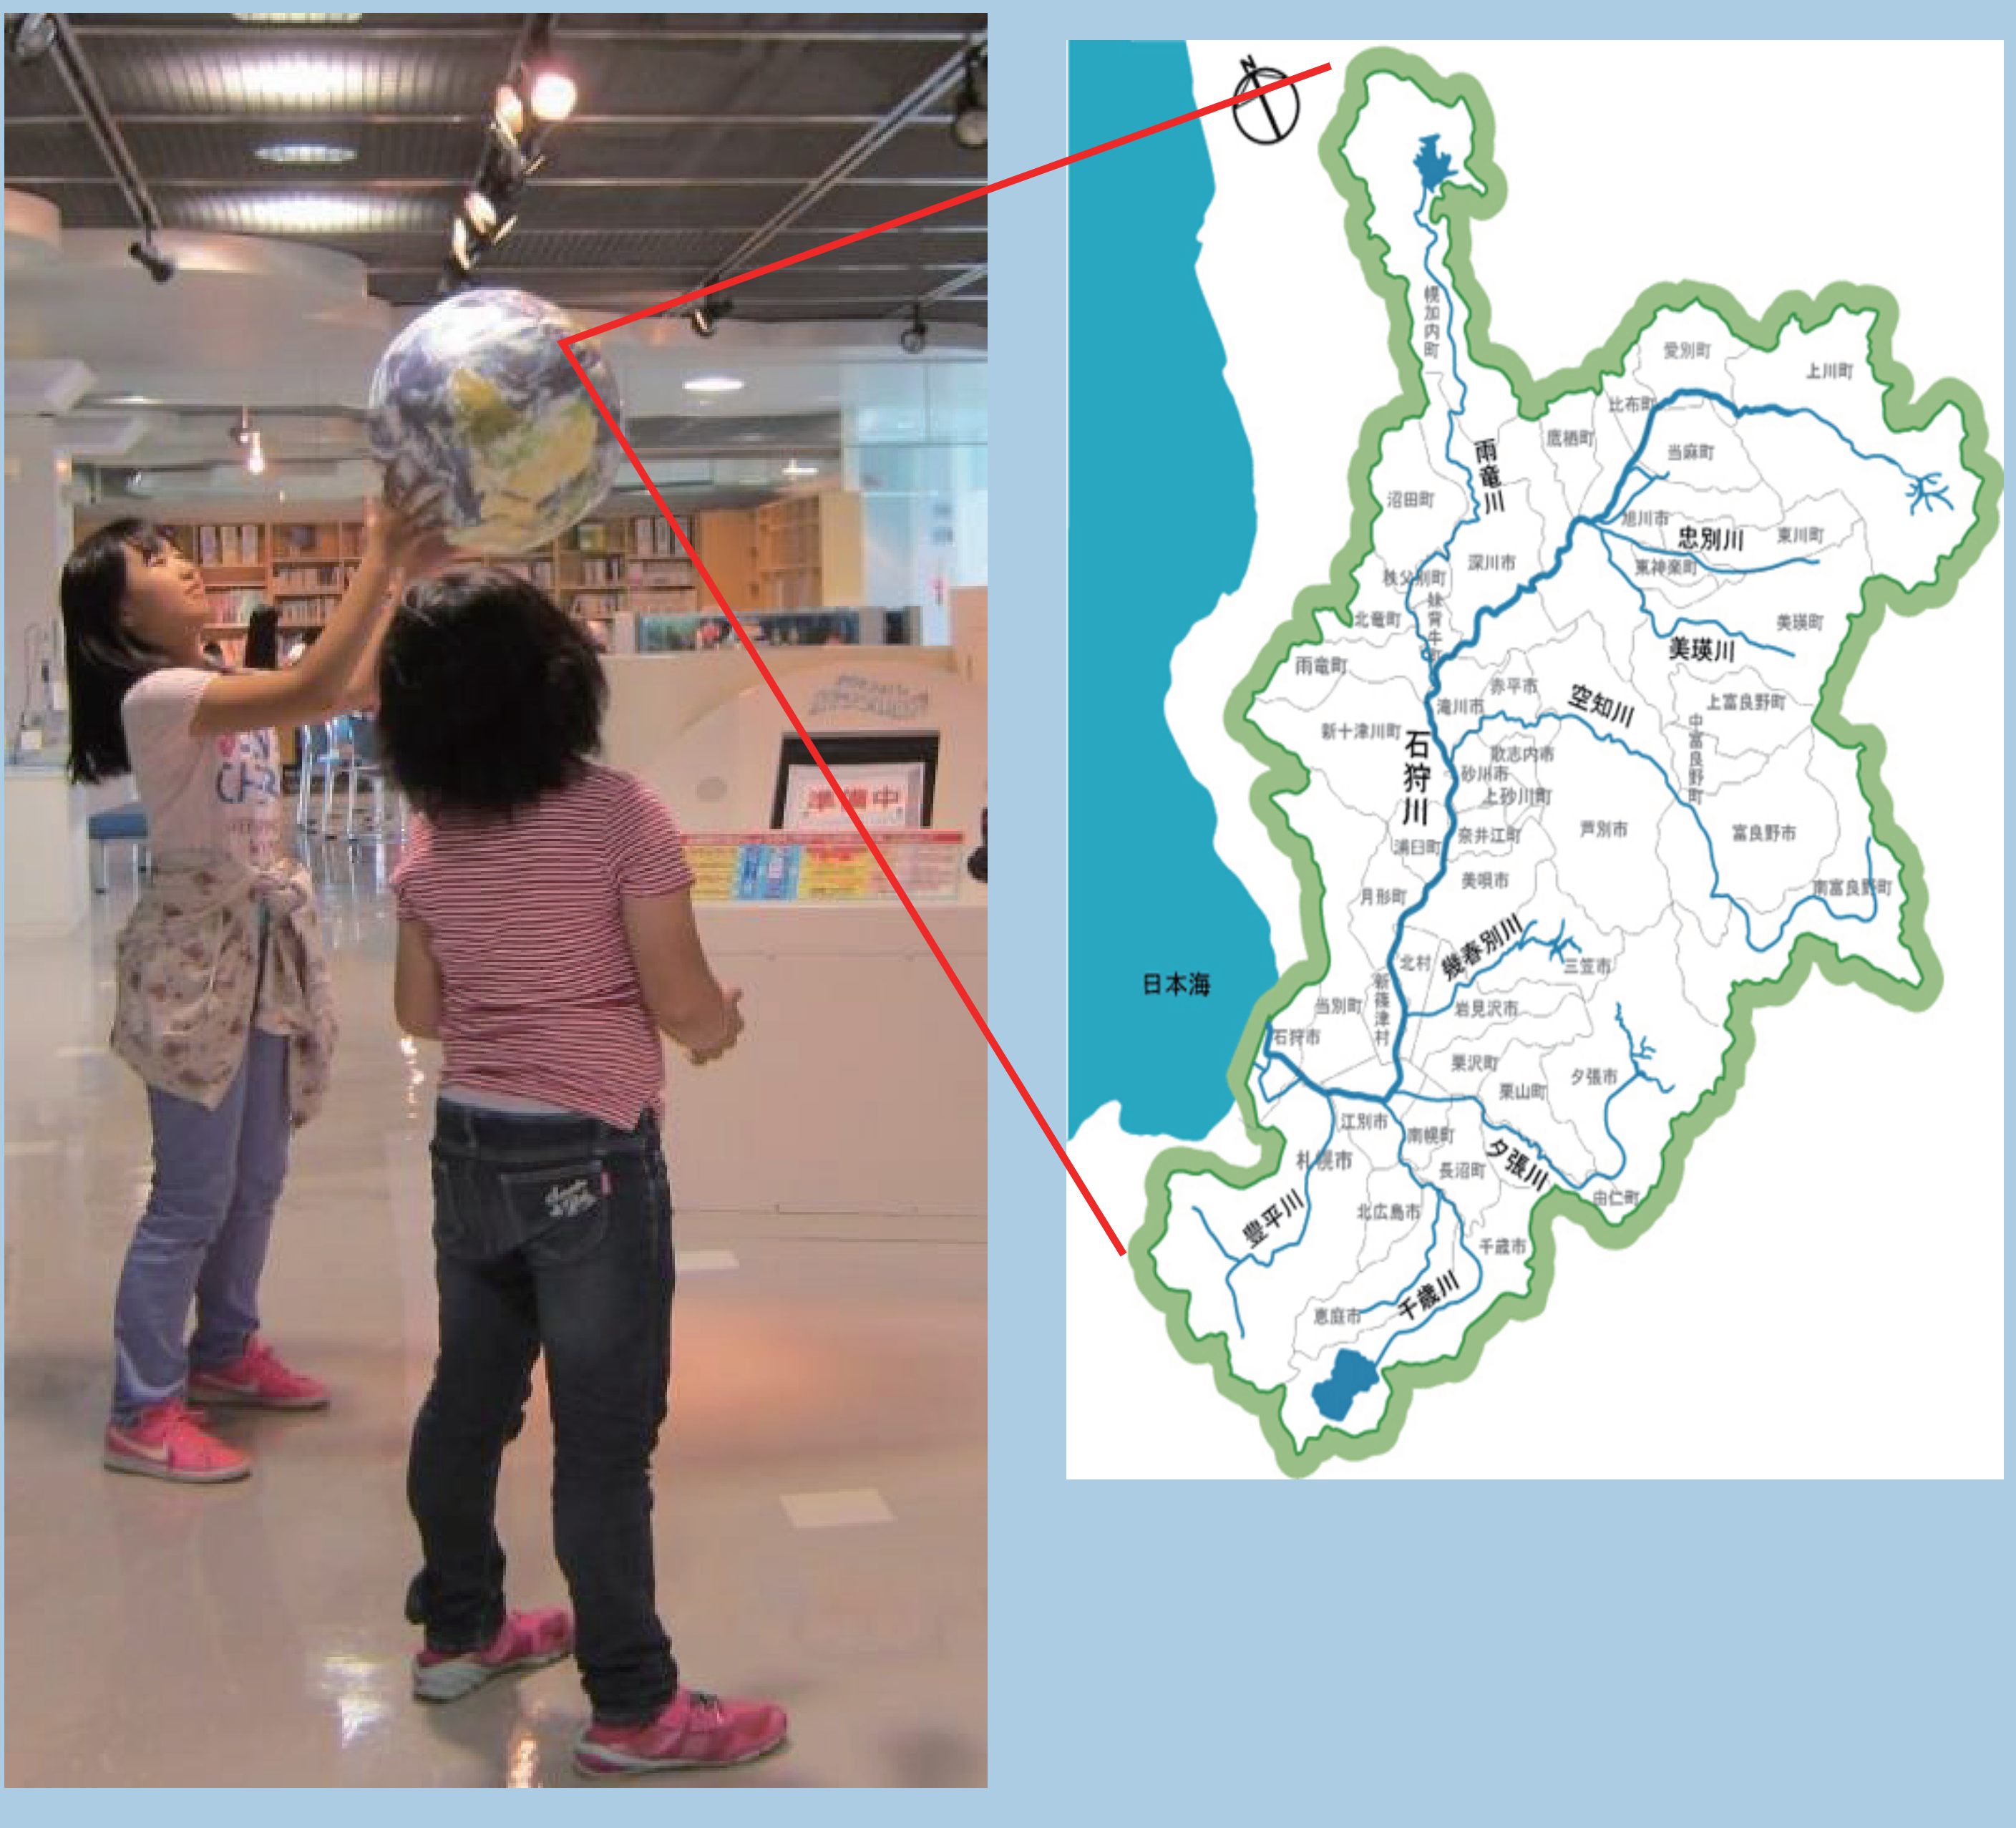 準備中
N
幌加内町
愛別町
上川町
比布町
鷹栖町
当麻町
雨竜川
沼田町
旭川市
忠別川
東川町
深川市
東神楽町
秩父別町
妹背牛町
北竜町
美瑛町
美瑛川
雨竜町
赤平市
空知川
上富良野町
滝川市
新十津川町
中富良野町
石狩川
歌志内市
砂川市
上砂川町
芦別市
富良野市
奈井江町
浦臼町
美唄市
南富良野町
月形町
幾春別川
北村
三笠市
日本海
新篠津村
当別町
岩見沢市
石狩市
栗沢町
夕張市
栗山町
江別市
南幌町
夕張川
札幌市
長沼町
由仁町
豊平川
北広島市
千歳市
千歳川
恵庭市